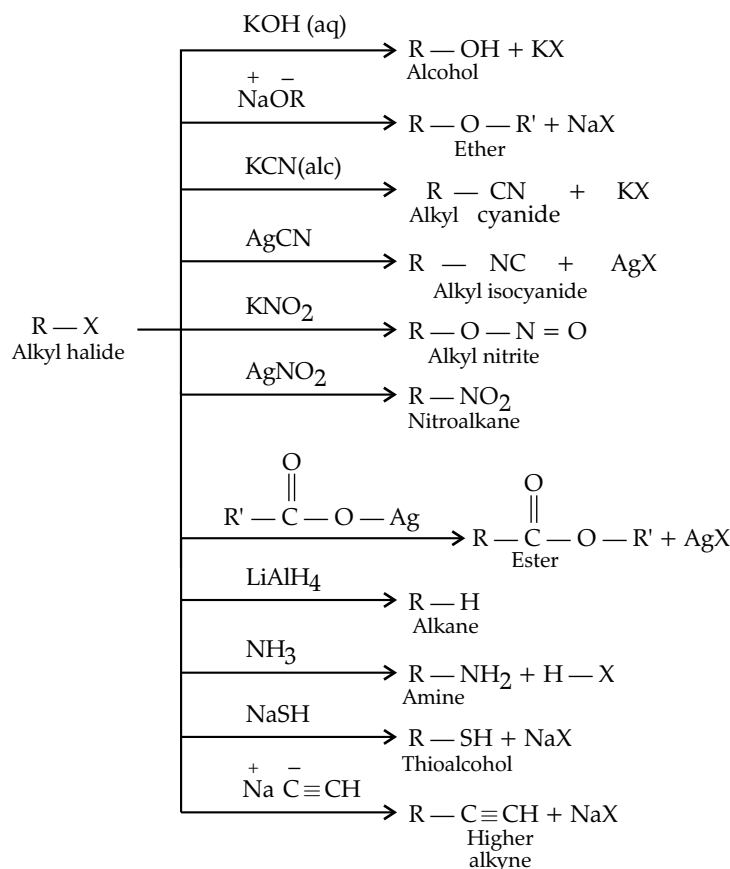 KOH (aq)
R — OH + KX
Alcohol
+ −
NaOR
R — O — R' + NaX
Ether
KCN(alc)
R — CN + KX
Alkyl cyanide
AgCN
R — NC + AgX
Alkyl isocyanide
KNO₂
R — X
R — O — N = O
Alkyl halide
Alkyl nitrite
AgNO₂
R — NO₂
Nitroalkane
O
||
R' — C — O — Ag
O
||
R — C — O — R' + AgX
Ester
LiAlH₄
R — H
Alkane
NH₃
R — NH₂ + H — X
Amine
NaSH
R — SH + NaX
Thioalcohol
+ −
Na C≡CH
R — C≡CH + NaX
Higher
alkyne